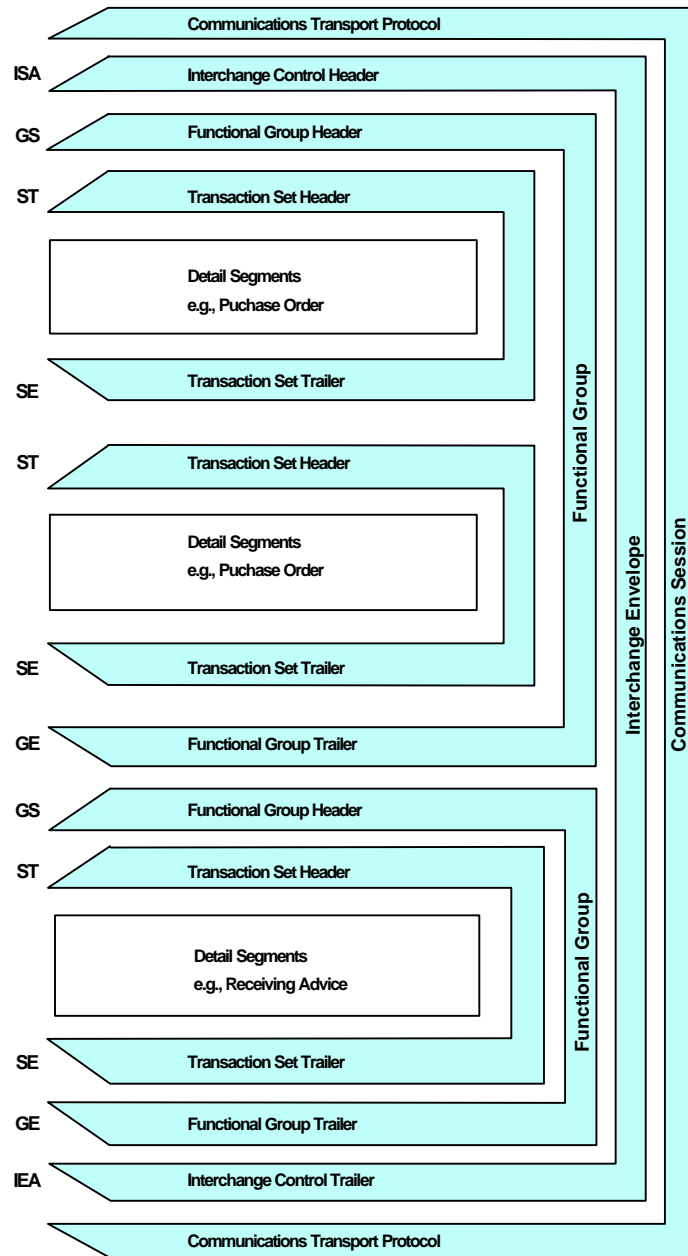 Communications Transport Protocol
ISA Interchange Control Header
GS Functional Group Header
ST Transaction Set Header
Detail Segments
e.g., Puchase Order
SE Transaction Set Trailer
ST Transaction Set Header
Detail Segments
e.g., Puchase Order
SE Transaction Set Trailer
GE Functional Group Trailer
Functional Group
GS Functional Group Header
ST Transaction Set Header
Detail Segments
e.g., Receiving Advice
SE Transaction Set Trailer
GE Functional Group Trailer
Functional Group
IEA Interchange Control Trailer
Interchange Envelope
Communications Transport Protocol
Communications Session